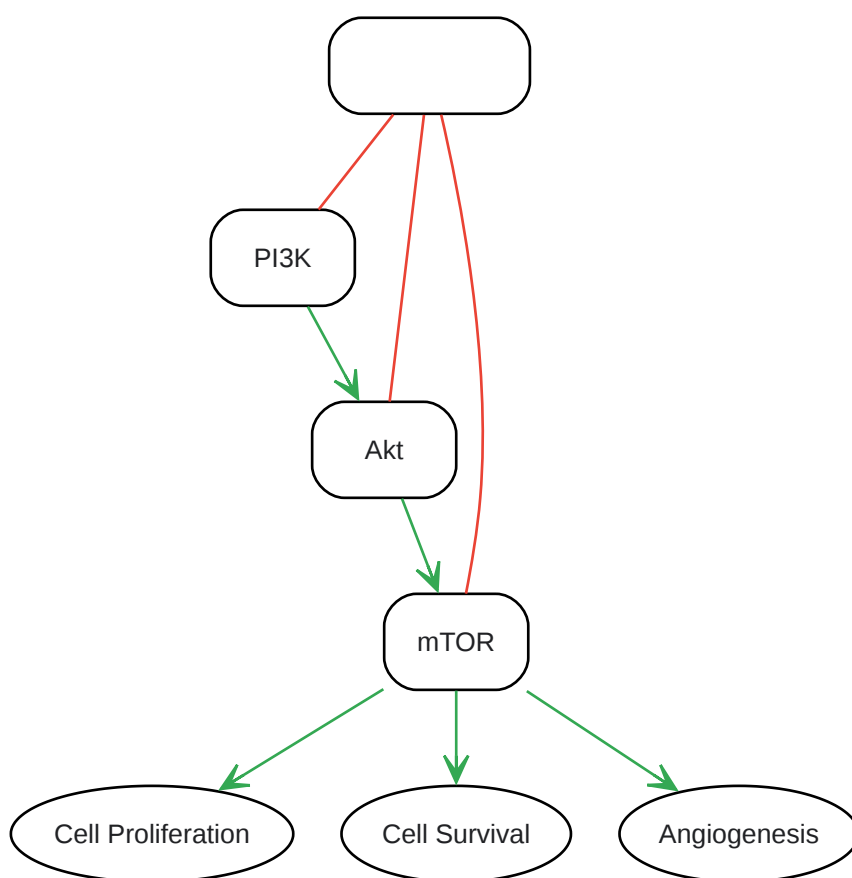 PI3K
Akt
mTOR
Cell Proliferation
Cell Survival
Angiogenesis